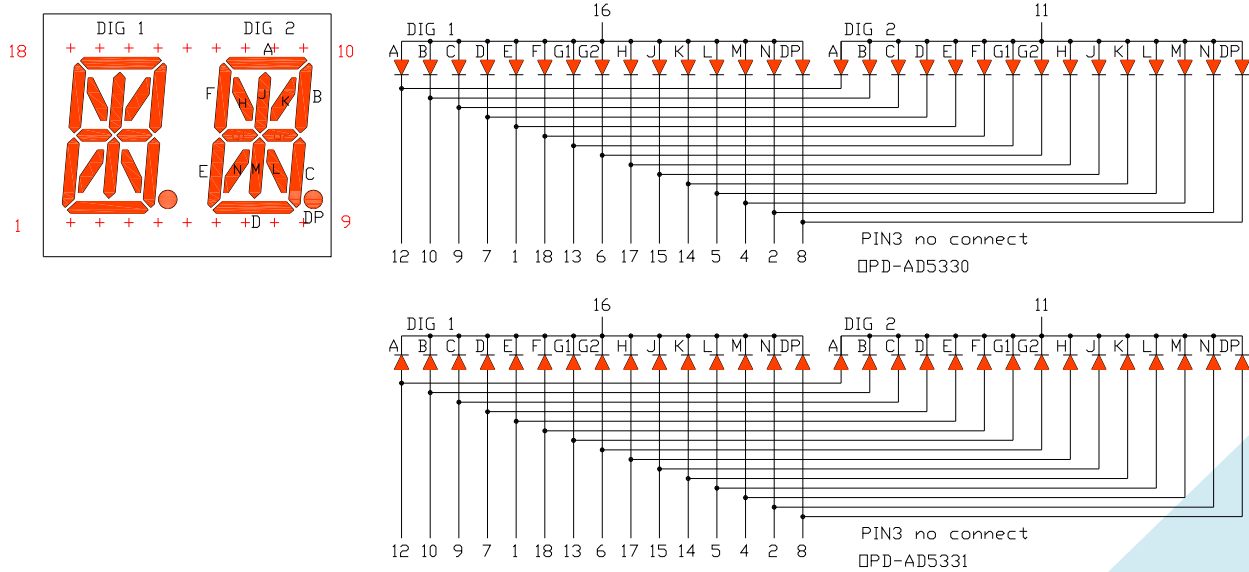 DIG 1 DIG 2
18 10
A
F H J K B
E N M L C
1 D DP 9
16 11
DIG 1 DIG 2
A B C D E F G1 G2 H J K L M N DP A B C D E F G1 G2 H J K L M N DP
12 10 9 7 1 18 13 6 17 15 14 5 4 2 8
PIN3 no connect
OPD-AD5330
16 11
DIG 1 DIG 2
A B C D E F G1 G2 H J K L M N DP A B C D E F G1 G2 H J K L M N DP
12 10 9 7 1 18 13 6 17 15 14 5 4 2 8
PIN3 no connect
OPD-AD5331